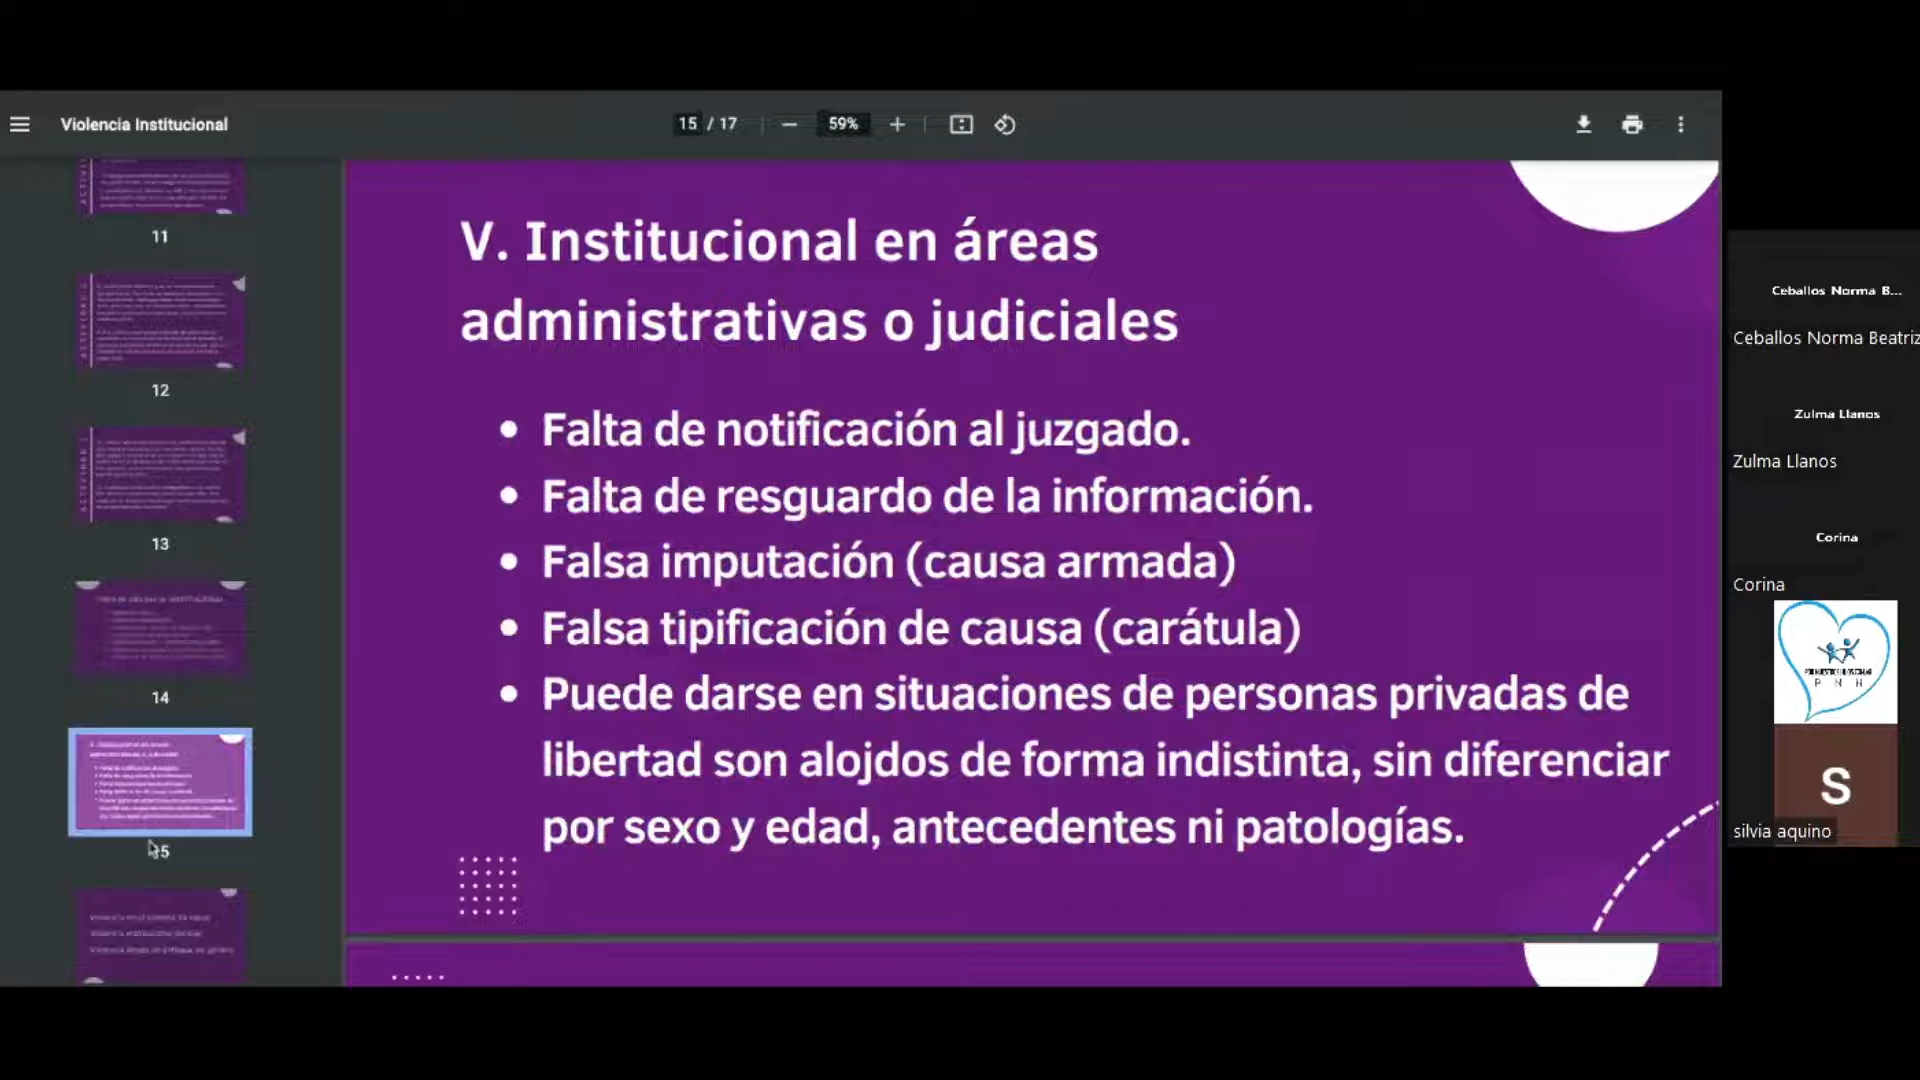 Violencia Institucional
15 / 17
59%
11
12
13
14
15
V. Institucional en áreas
administrativas o judiciales
• Falta de notificación al juzgado.
• Falta de resguardo de la información.
• Falsa imputación (causa armada)
• Falsa tipificación de causa (carátula)
• Puede darse en situaciones de personas privadas de
libertad son alojdos de forma indistinta, sin diferenciar
por sexo y edad, antecedentes ni patologías.
Ceballos Norma B...
Ceballos Norma Beatriz
Zulma Llanos
Zulma Llanos
Corina
Corina
P N H
S
silvia aquino